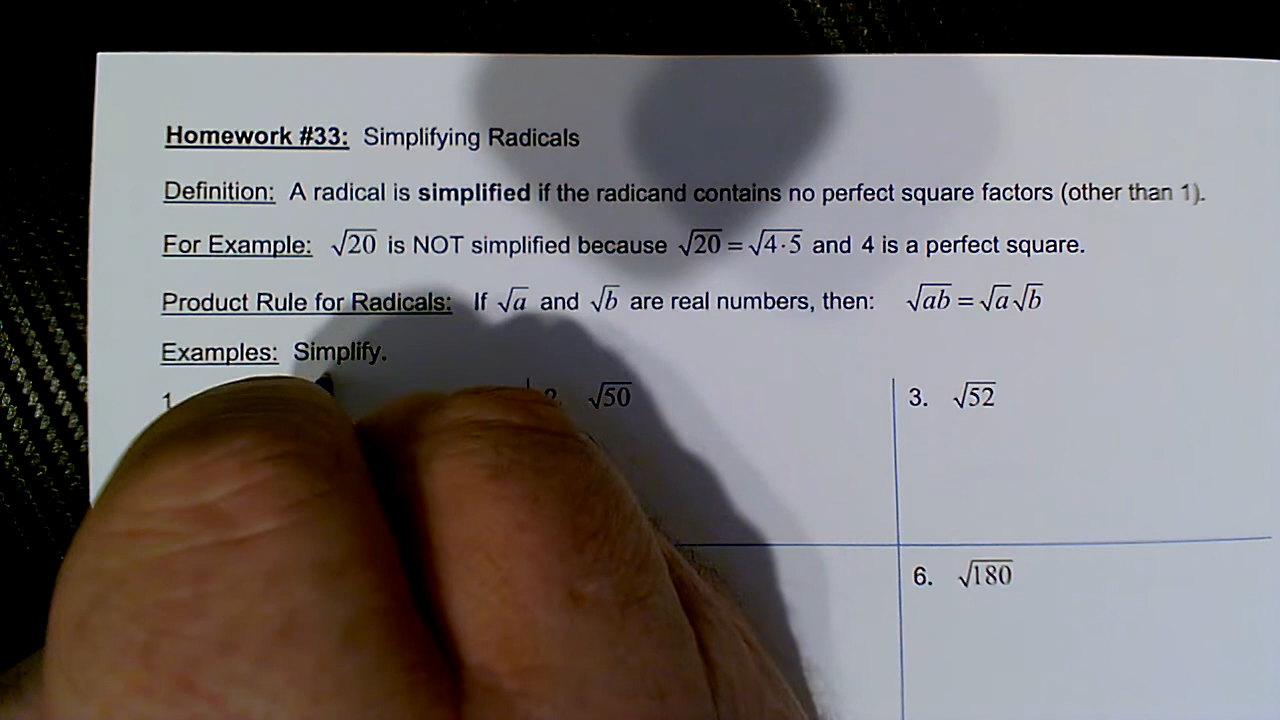 Homework #33: Simplifying Radicals
Definition: A radical is simplified if the radicand contains no perfect square factors (other than 1).
For Example: √20 is NOT simplified because √20 = √4·5 and 4 is a perfect square.
Product Rule for Radicals: If √a and √b are real numbers, then: √ab = √a√b
Examples: Simplify.
1 2. √50 3. √52
6. √180